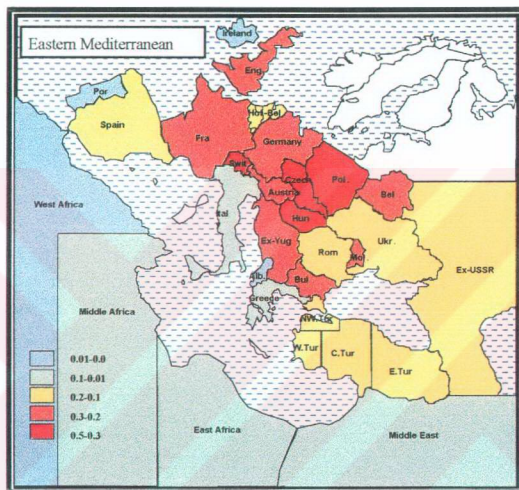 Eastern Mediterranean
Ireland
Eng.
Por
Spain
Hol-Bel
Fra
Germany
Swit
Czech
Pol.
Bel
Austria
Hun
Ital
West Africa
Ex-Yug
Rom
Mol
Ukr.
Ex-USSR
Alb.
Bul
Greece
Middle Africa
NW.Tur
W.Tur
C.Tur
E.Tur
0.01-0.0
0.1-0.01
0.2-0.1
0.3-0.2
0.5-0.3
East Africa
Middle East